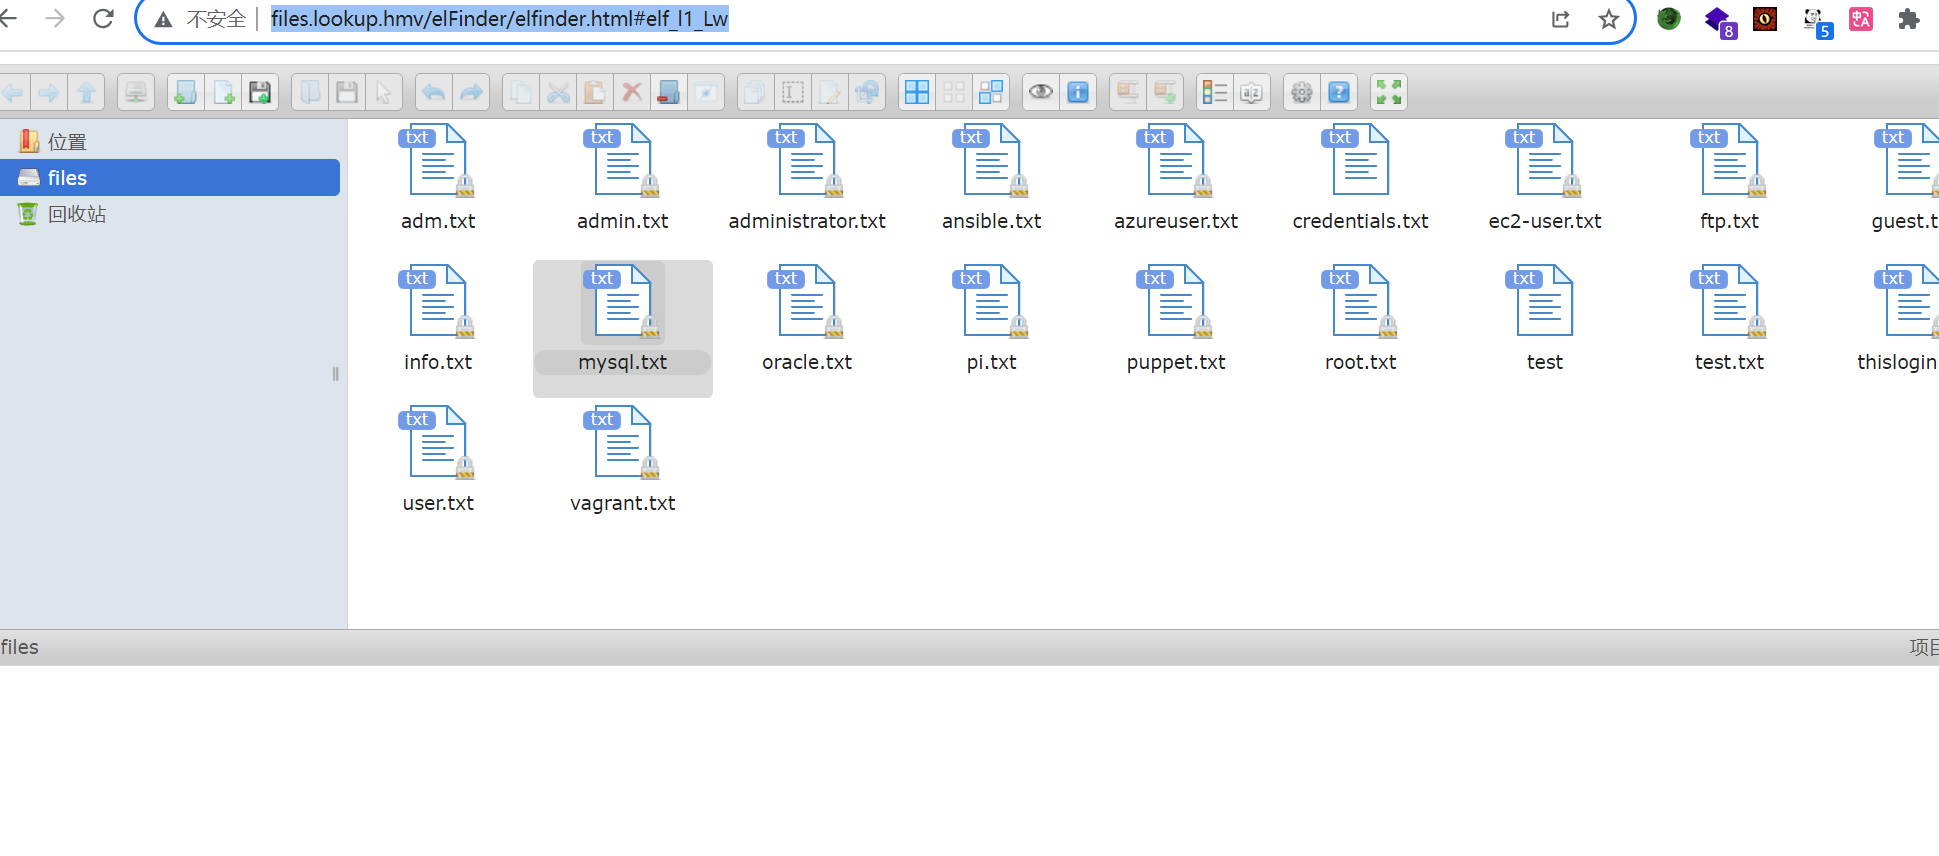 不安全 files.lookup.hmv/elFinder/elfinder.html#elf_l1_Lw
8
5
中 A
位置
files
回收站
txt txt txt txt txt txt txt txt txt
adm.txt admin.txt administrator.txt ansible.txt azureuser.txt credentials.txt ec2-user.txt ftp.txt guest.t
txt txt txt txt txt txt txt txt
info.txt mysql.txt oracle.txt pi.txt puppet.txt root.txt test test.txt thislogin
txt txt
user.txt vagrant.txt
files 项目